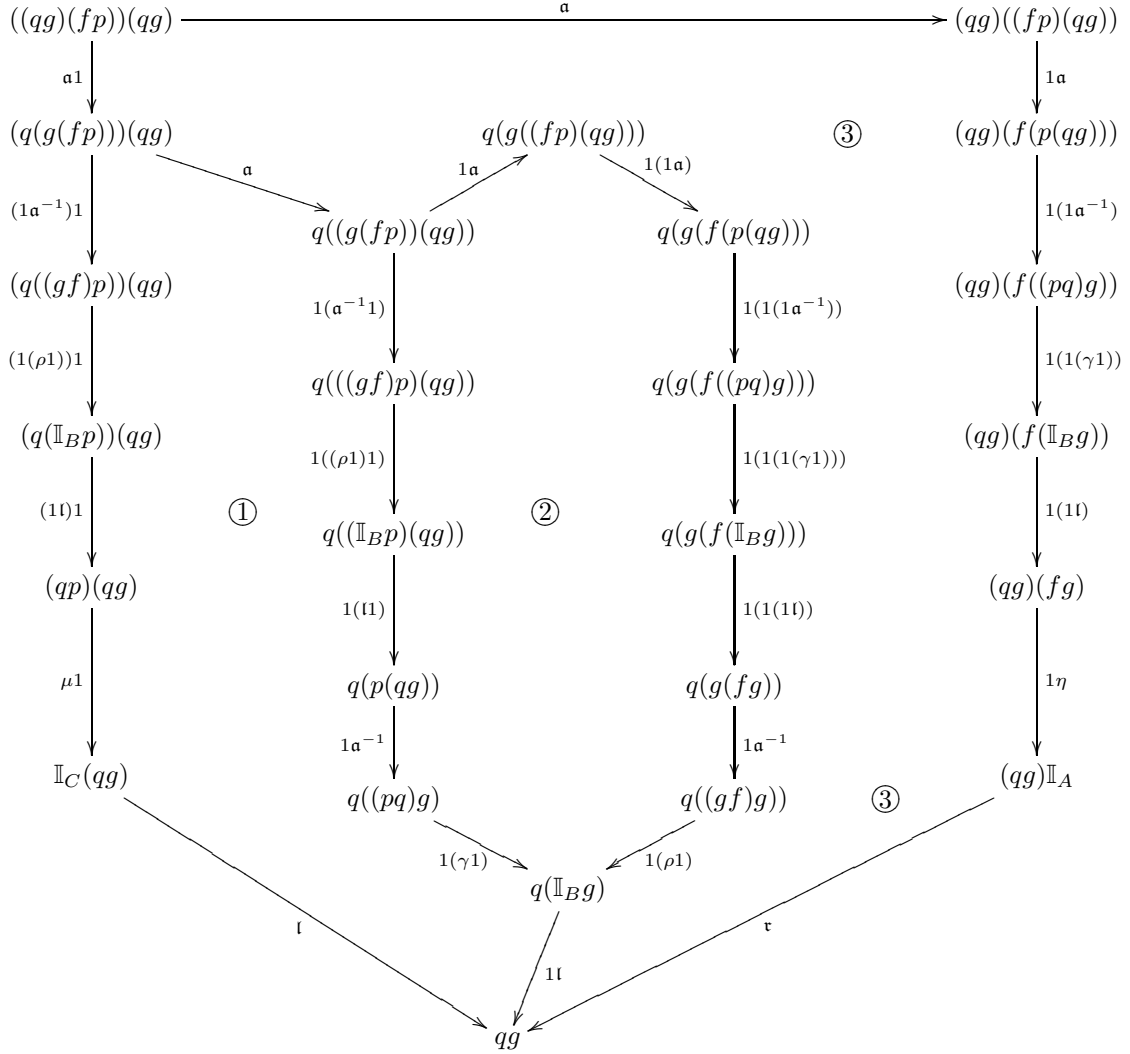 𝔞
((qg)(fp))(qg) (qg)((fp)(qg))
𝔞1 1𝔞
(q(g(fp)))(qg) q(g((fp)(qg))) ③ (qg)(f(p(qg)))
𝔞 1𝔞 1(1𝔞)
(1𝔞⁻¹)1 1(1𝔞⁻¹)
q((g(fp))(qg)) q(g(f(p(qg))))
(q((gf)p))(qg) (qg)(f((pq)g))
1(𝔞⁻¹1) 1(1(1𝔞⁻¹))
(1(ρ1))1 1(1(γ1))
q(((gf)p)(qg)) q(g(f((pq)g)))
(q(𝕀_B p))(qg) (qg)(f(𝕀_B g))
1((ρ1)1) 1(1(1(γ1)))
(1𝔩)1 ① ② 1(1𝔩)
q((𝕀_B p)(qg)) q(g(f(𝕀_B g)))
(qp)(qg) (qg)(fg)
1(𝔩1) 1(1(1𝔩))
μ1 q(p(qg)) q(g(fg)) 1η
1𝔞⁻¹ 1𝔞⁻¹
𝕀_C(qg) (qg)𝕀_A
q((pq)g) q((gf)g)) ③
1(γ1) 1(ρ1)
q(𝕀_B g)
𝔩 𝔯
1𝔩
qg